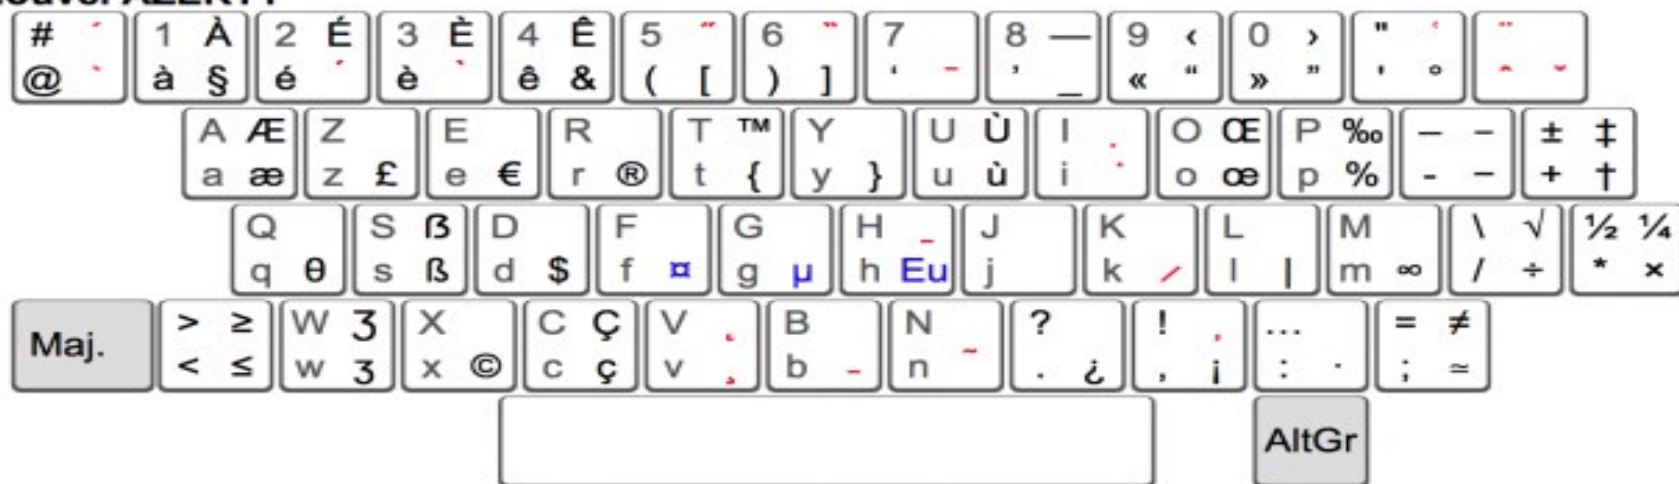 # ´ 1 À 2 É 3 È 4 Ê 5 ˝ 6 ̏ 7 8 — 9 ‹ 0 › " ¨
@ ` à § é ´ è ` ê & ( [ ) ] ‘ ¯ ’ _ « “ » ” ' ° ˆ ˇ
A Æ Z E R T ™ Y U Ù I . O Œ P ‰ – − ± ‡
a æ z £ e € r ® t { y } u ù i ˙ o œ p % - – + †
Q S ẞ D F G H _ J K L M \ √ ½ ¼
q θ s ß d $ f ¤ g µ h Eu j k / l | m ∞ / ÷ * ×
Maj. > ≥ W Ʒ X C Ç V ˛ B N ? ! , … = ≠
< ≤ w ʒ x © c ç v ¸ b - n ~ . ¿ , ¡ : · ; ≃
AltGr